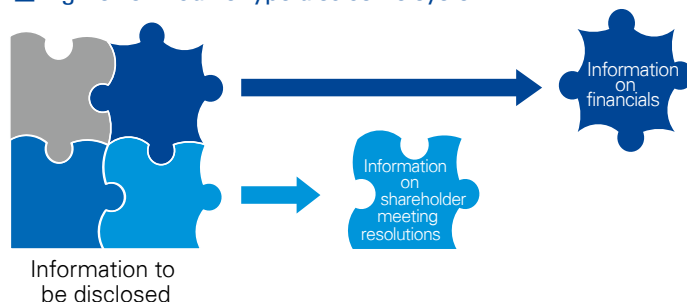 Information
on
financials
Information
on
shareholder
meeting
resolutions
Information to
be disclosed